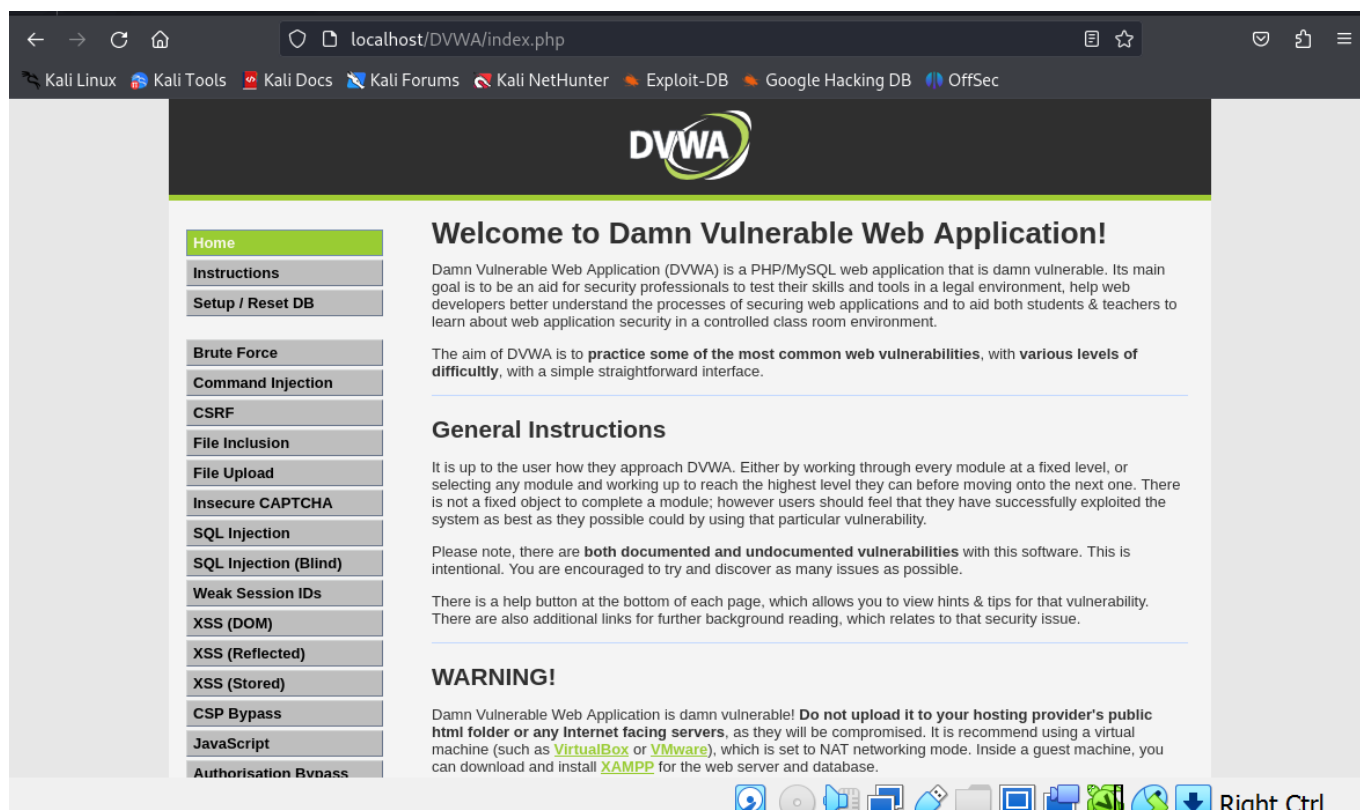 localhost/DVWA/index.php
Kali Linux Kali Tools Kali Docs Kali Forums Kali NetHunter Exploit-DB Google Hacking DB OffSec
DVWA
Home
Instructions
Setup / Reset DB
Brute Force
Command Injection
CSRF
File Inclusion
File Upload
Insecure CAPTCHA
SQL Injection
SQL Injection (Blind)
Weak Session IDs
XSS (DOM)
XSS (Reflected)
XSS (Stored)
CSP Bypass
JavaScript
Authorisation Bypass
Welcome to Damn Vulnerable Web Application!
Damn Vulnerable Web Application (DVWA) is a PHP/MySQL web application that is damn vulnerable. Its main
goal is to be an aid for security professionals to test their skills and tools in a legal environment, help web
developers better understand the processes of securing web applications and to aid both students & teachers to
learn about web application security in a controlled class room environment.
The aim of DVWA is to practice some of the most common web vulnerabilities, with various levels of
difficultly, with a simple straightforward interface.
General Instructions
It is up to the user how they approach DVWA. Either by working through every module at a fixed level, or
selecting any module and working up to reach the highest level they can before moving onto the next one. There
is not a fixed object to complete a module; however users should feel that they have successfully exploited the
system as best as they possible could by using that particular vulnerability.
Please note, there are both documented and undocumented vulnerabilities with this software. This is
intentional. You are encouraged to try and discover as many issues as possible.
There is a help button at the bottom of each page, which allows you to view hints & tips for that vulnerability.
There are also additional links for further background reading, which relates to that security issue.
WARNING!
Damn Vulnerable Web Application is damn vulnerable! Do not upload it to your hosting provider's public
html folder or any Internet facing servers, as they will be compromised. It is recommend using a virtual
machine (such as VirtualBox or VMware), which is set to NAT networking mode. Inside a guest machine, you
can download and install XAMPP for the web server and database.
Right Ctrl